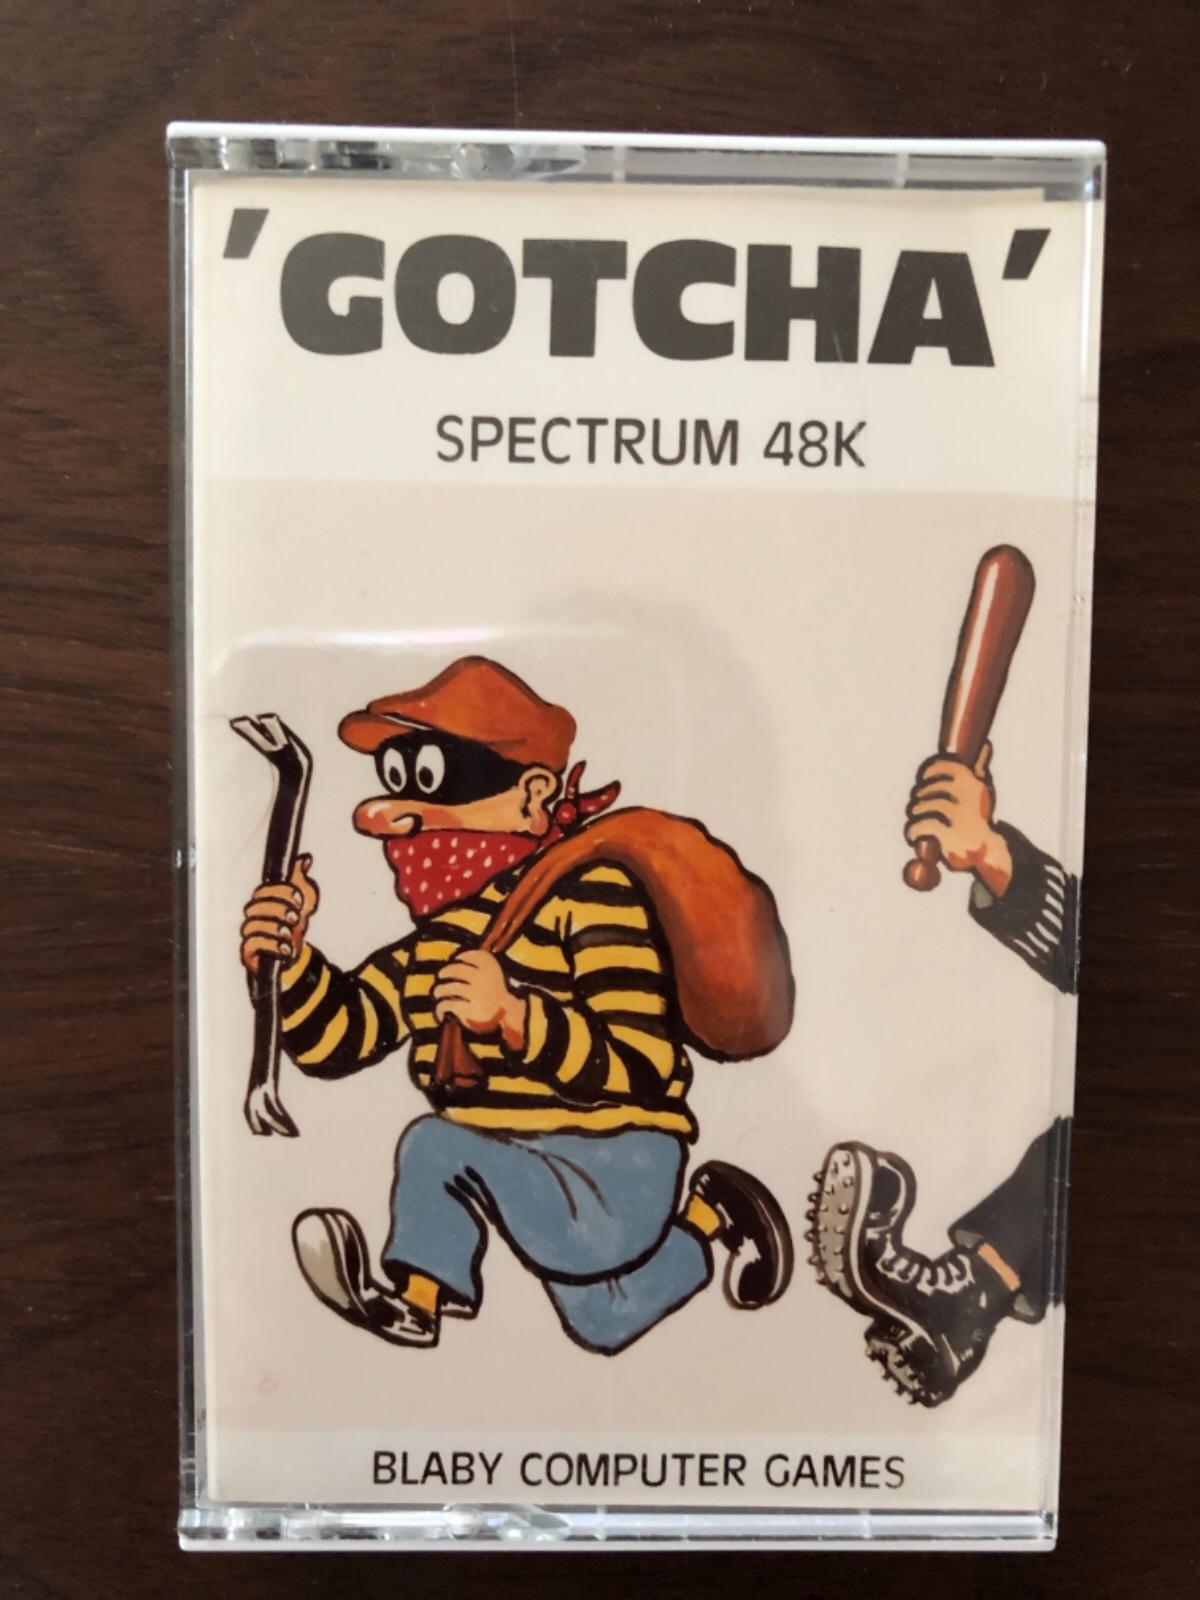 'GOTCHA'
SPECTRUM 48K
BLABY COMPUTER GAMES